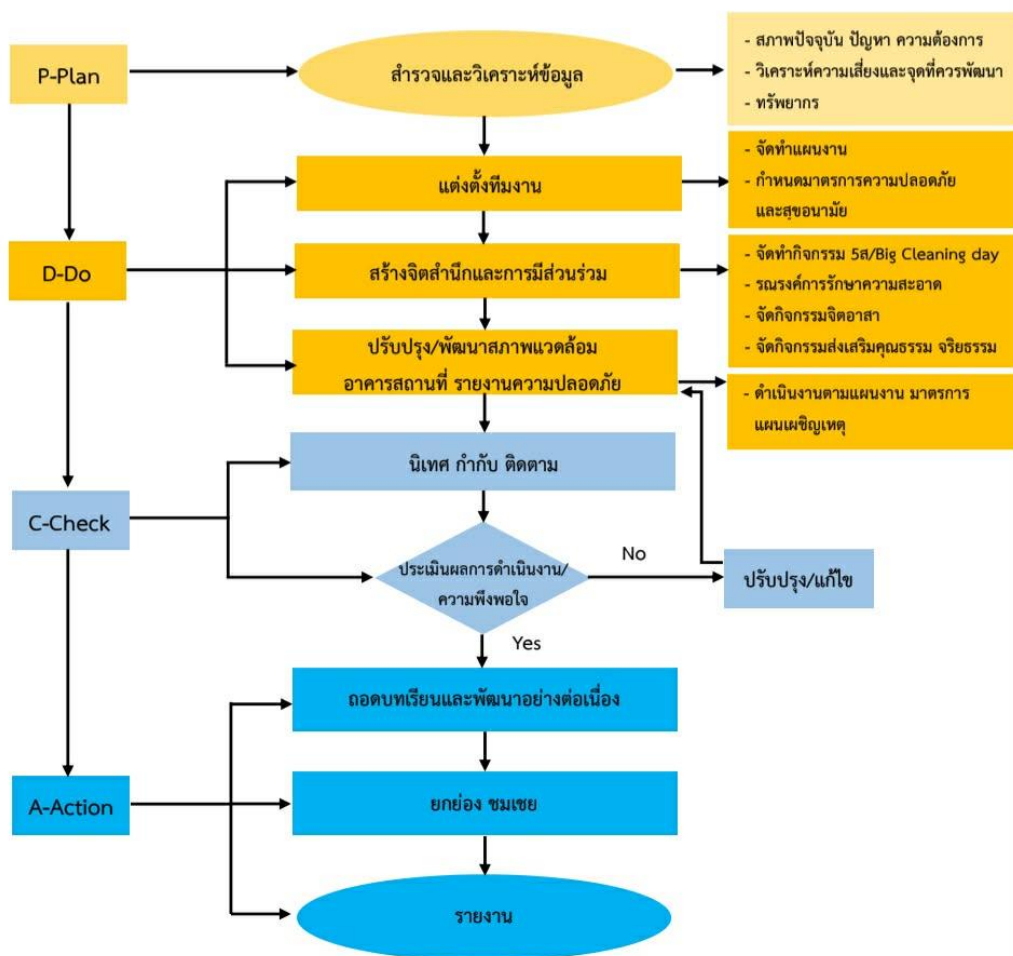 P-Plan
สำรวจและวิเคราะห์ข้อมูล
- สภาพปัจจุบัน ปัญหา ความต้องการ
- วิเคราะห์ความเสี่ยงและจุดที่ควรพัฒนา
- ทรัพยากร
แต่งตั้งทีมงาน
- จัดทำแผนงาน
- กำหนดมาตรการความปลอดภัย
และสุขอนามัย
D-Do
สร้างจิตสำนึกและการมีส่วนร่วม
- จัดทำกิจกรรม 5ส/Big Cleaning day
- รณรงค์การรักษาความสะอาด
- จัดกิจกรรมจิตอาสา
- จัดกิจกรรมส่งเสริมคุณธรรม จริยธรรม
ปรับปรุง/พัฒนาสภาพแวดล้อม
อาคารสถานที่ รายงานความปลอดภัย
- ดำเนินงานตามแผนงาน มาตรการ
แผนเผชิญเหตุ
นิเทศ กำกับ ติดตาม
C-Check
ประเมินผลการดำเนินงาน/
ความพึงพอใจ
No
ปรับปรุง/แก้ไข
Yes
ถอดบทเรียนและพัฒนาอย่างต่อเนื่อง
A-Action
ยกย่อง ชมเชย
รายงาน